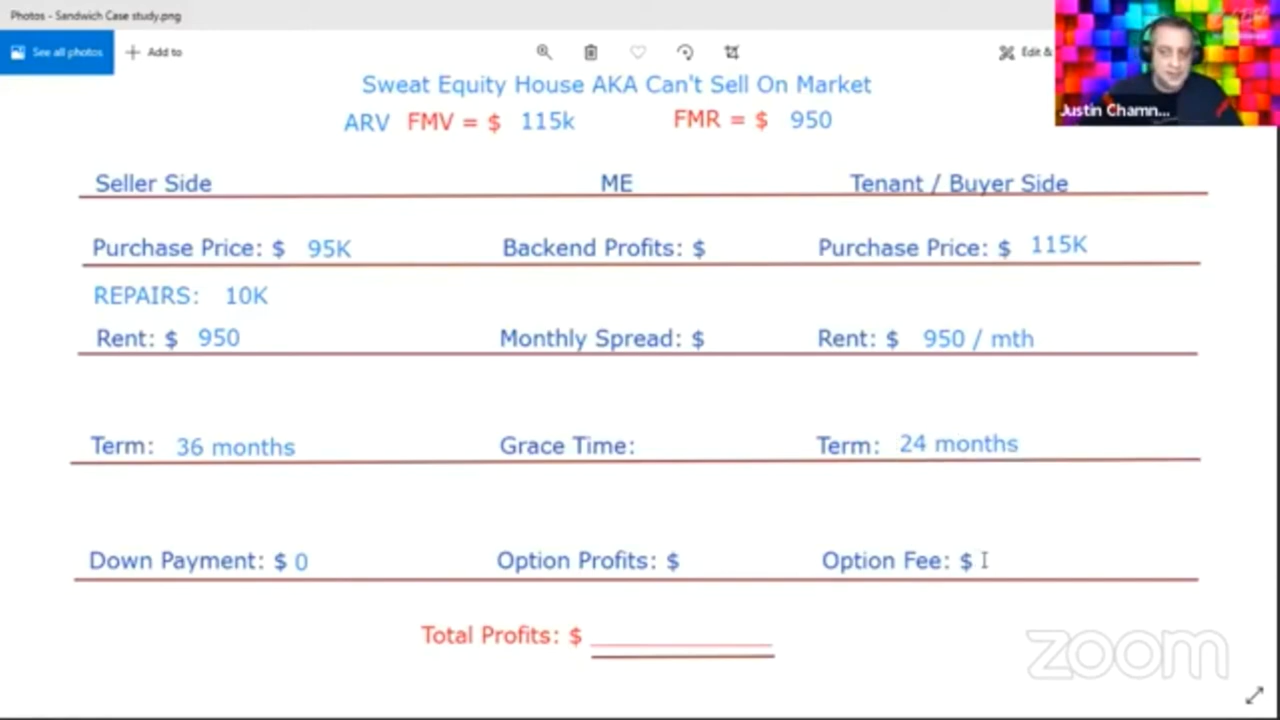 Photos - Sandwich Case study.png
See all photos + Add to Edit &
Justin Chamn...
Sweat Equity House AKA Can't Sell On Market
ARV FMV = $ 115k FMR = $ 950
Seller Side ME Tenant / Buyer Side
Purchase Price: $ 95K Backend Profits: $ Purchase Price: $ 115K
REPAIRS: 10K
Rent: $ 950 Monthly Spread: $ Rent: $ 950 / mth
Term: 36 months Grace Time: Term: 24 months
Down Payment: $ 0 Option Profits: $ Option Fee: $
Total Profits: $
zoom